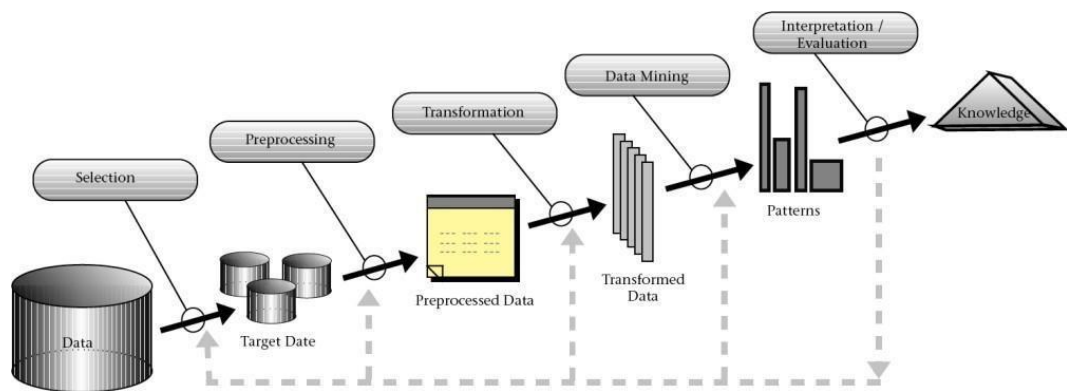 Interpretation /
Evaluation
Data Mining
Transformation
Preprocessing
Selection
Data
Target Date
Preprocessed Data
Transformed
Data
Patterns
Knowledge